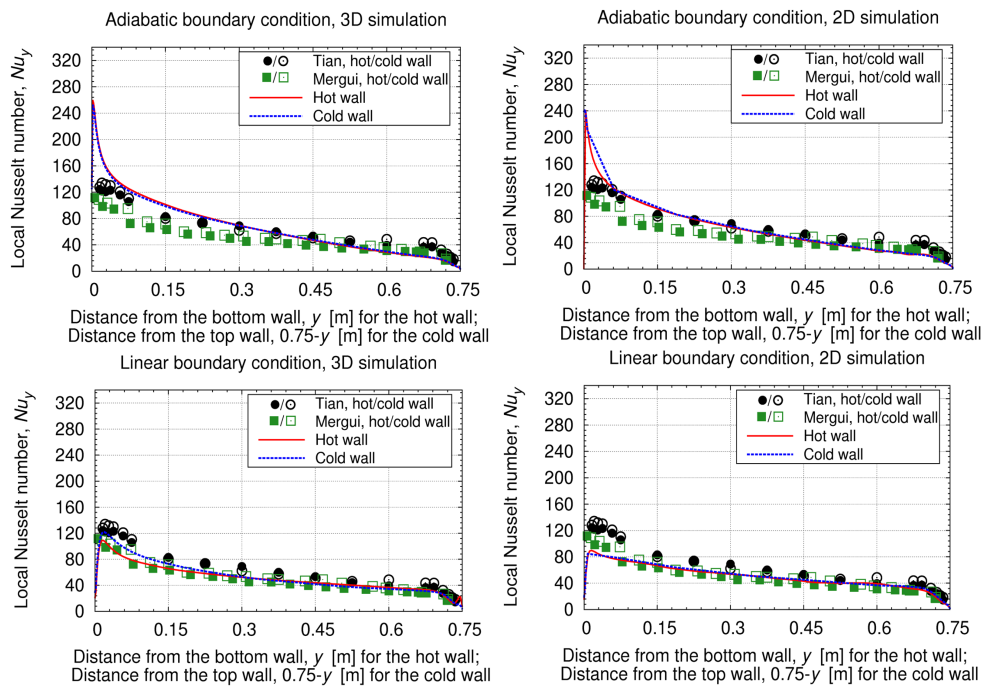 Adiabatic boundary condition, 3D simulation
Local Nusselt number, Nu_y
340
320
280
240
200
160
120
80
40
0
Tian, hot/cold wall
Mergui, hot/cold wall
Hot wall
Cold wall
0 0.15 0.3 0.45 0.6 0.75
Distance from the bottom wall, y [m] for the hot wall;
Distance from the top wall, 0.75-y [m] for the cold wall
Adiabatic boundary condition, 2D simulation
Local Nusselt number, Nu_y
320
280
240
200
160
120
80
40
0
Tian, hot/cold wall
Mergui, hot/cold wall
Hot wall
Cold wall
0 0.15 0.3 0.45 0.6 0.75
Distance from the bottom wall, y [m] for the hot wall;
Distance from the top wall, 0.75-y [m] for the cold wall
Linear boundary condition, 3D simulation
Local Nusselt number, Nu_y
320
280
240
200
160
120
80
40
0
Tian, hot/cold wall
Mergui, hot/cold wall
Hot wall
Cold wall
0 0.15 0.3 0.45 0.6 0.75
Distance from the bottom wall, y [m] for the hot wall;
Distance from the top wall, 0.75-y [m] for the cold wall
Linear boundary condition, 2D simulation
Local Nusselt number, Nu_y
320
280
240
200
160
120
80
40
0
Tian, hot/cold wall
Mergui, hot/cold wall
Hot wall
Cold wall
0 0.15 0.3 0.45 0.6 0.75
Distance from the bottom wall, y [m] for the hot wall;
Distance from the top wall, 0.75-y [m] for the cold wall